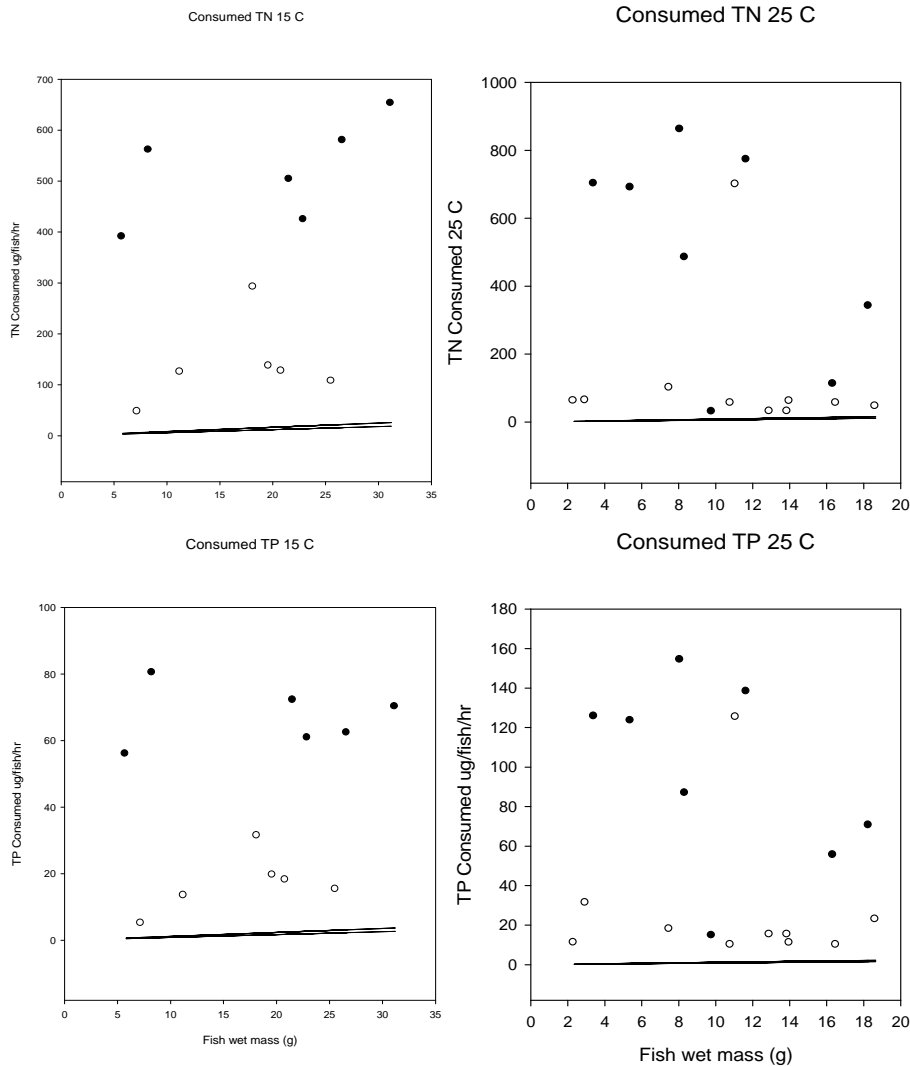 Consumed TN 15 C
TN Consumed ug/fish/hr
700
600
500
400
300
200
100
0
0 5 10 15 20 25 30 35
Consumed TN 25 C
TN Consumed 25 C
1000
800
600
400
200
0
0 2 4 6 8 10 12 14 16 18 20
Consumed TP 15 C
TP Consumed ug/fish/hr
100
80
60
40
20
0
0 5 10 15 20 25 30 35
Fish wet mass (g)
Consumed TP 25 C
TP Consumed ug/fish/hr
180
160
140
120
100
80
60
40
20
0
0 2 4 6 8 10 12 14 16 18 20
Fish wet mass (g)